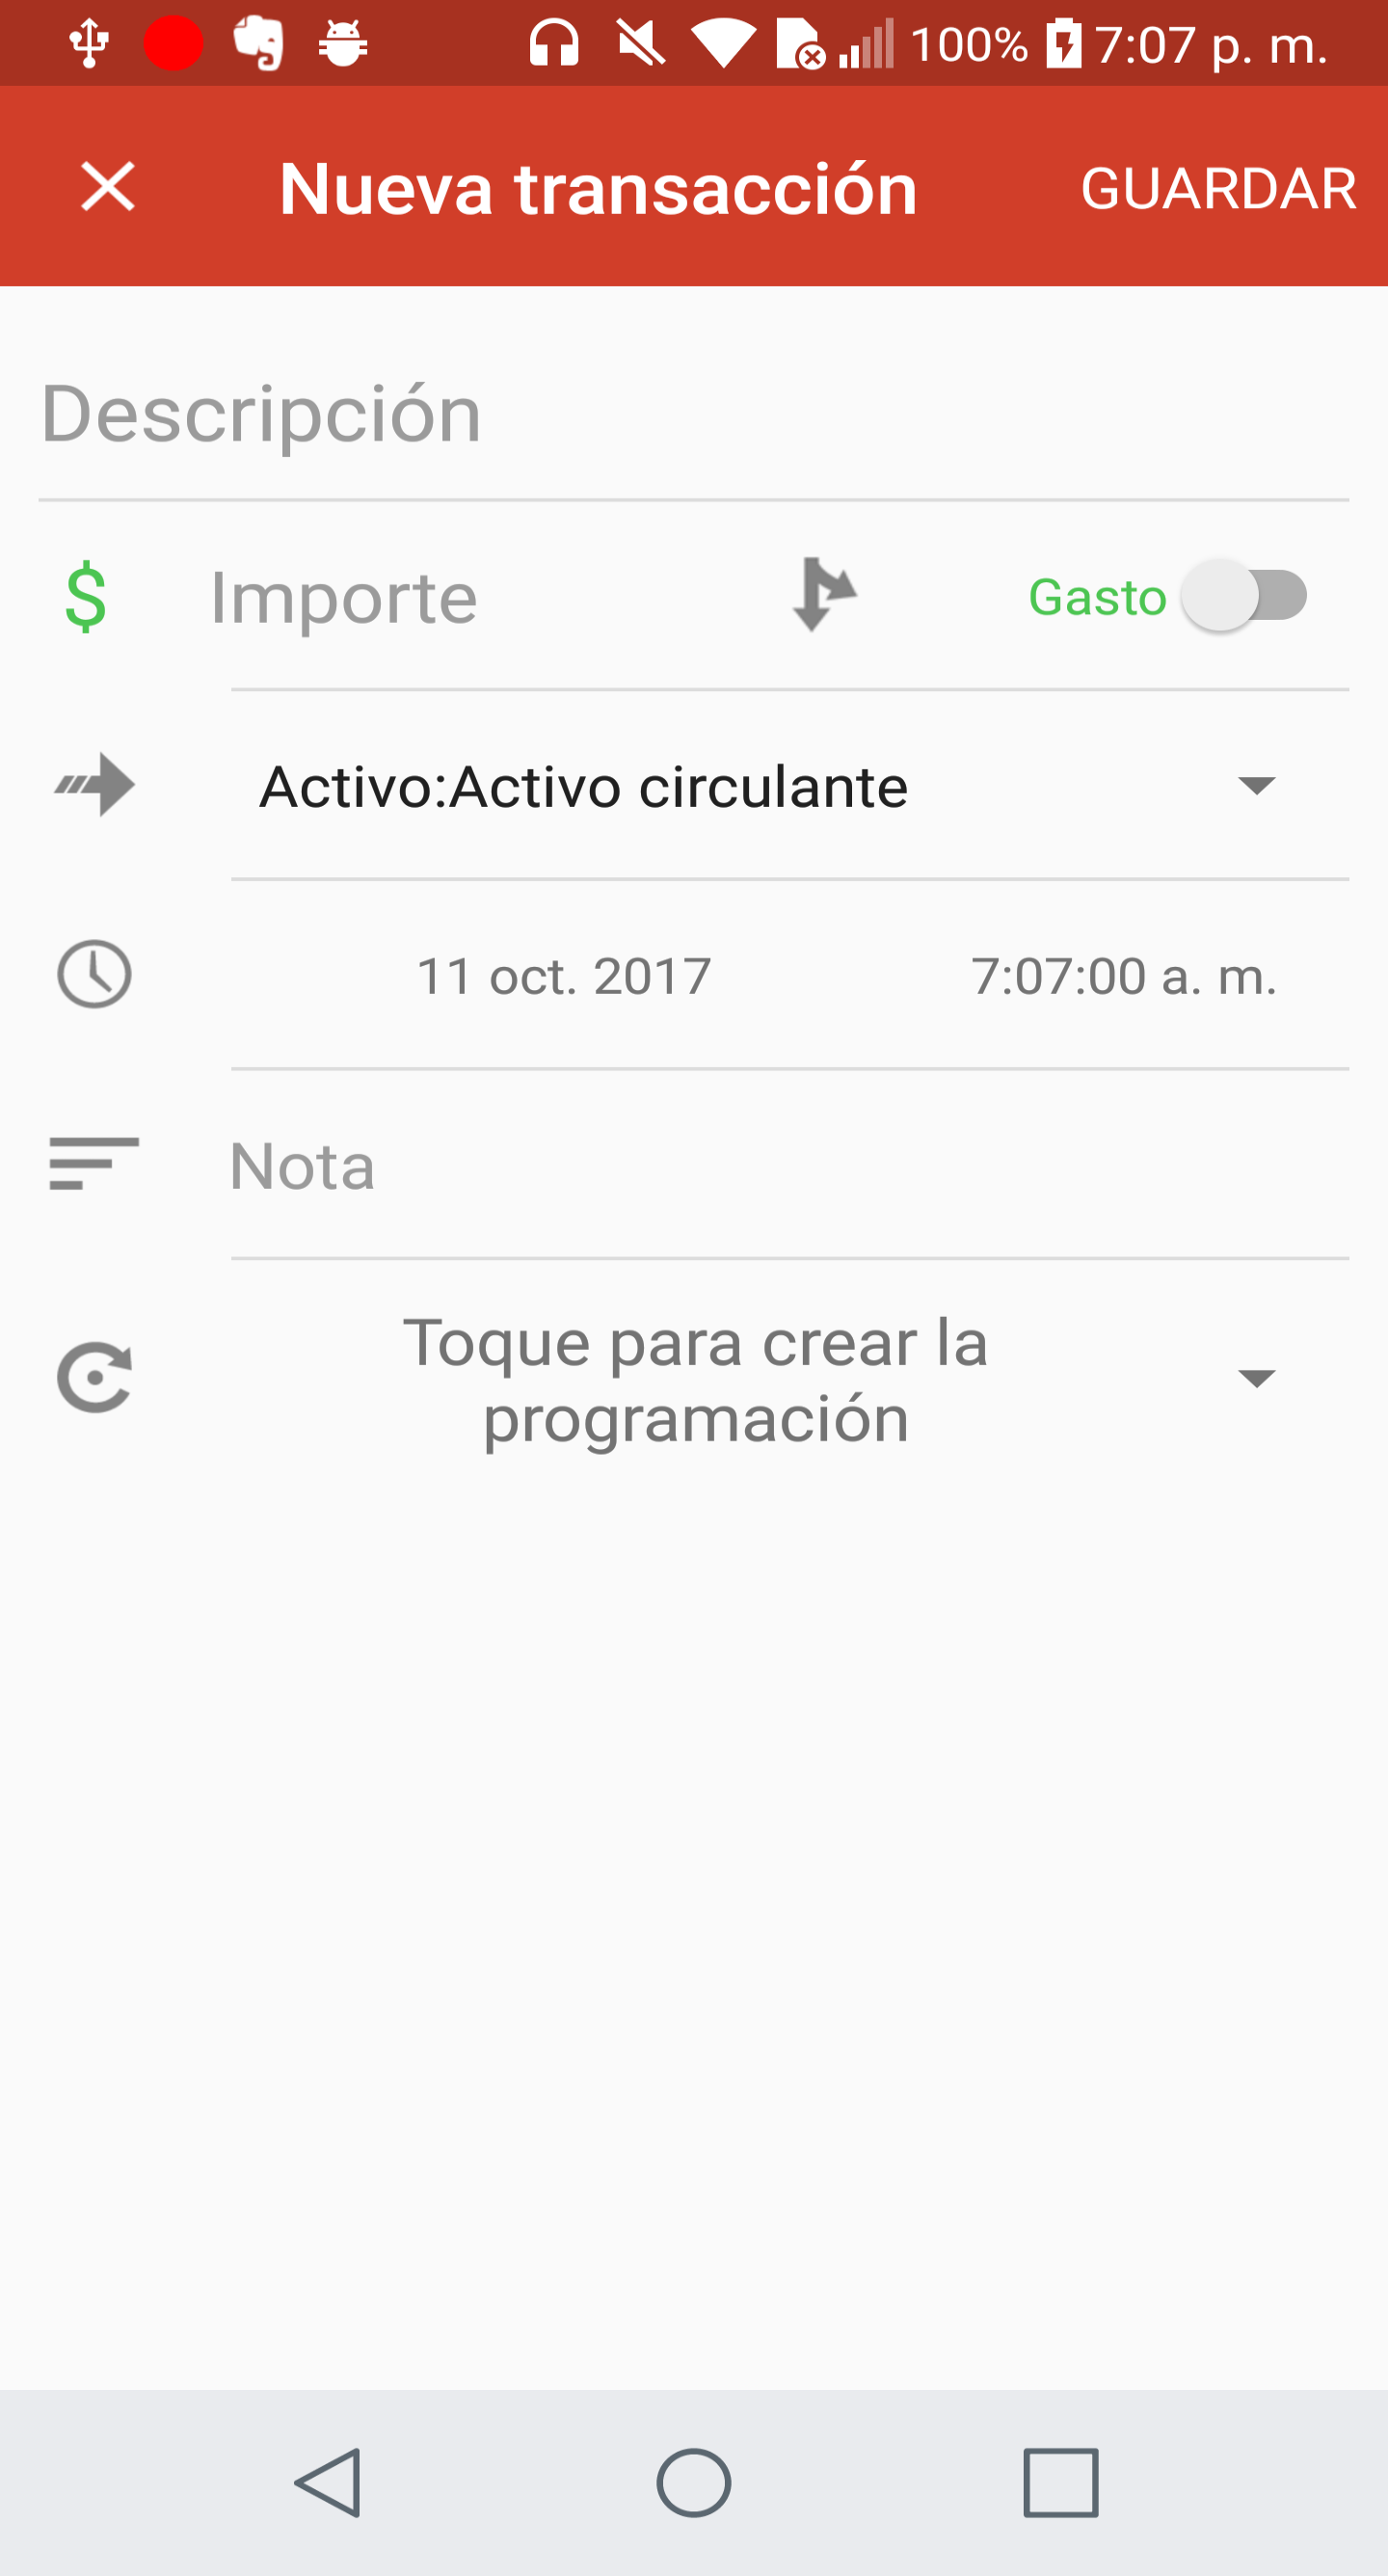 100% 7:07 p. m.
Nueva transacción GUARDAR
Descripción
$ Importe Gasto
Activo:Activo circulante
11 oct. 2017 7:07:00 a. m.
Nota
Toque para crear la
programación